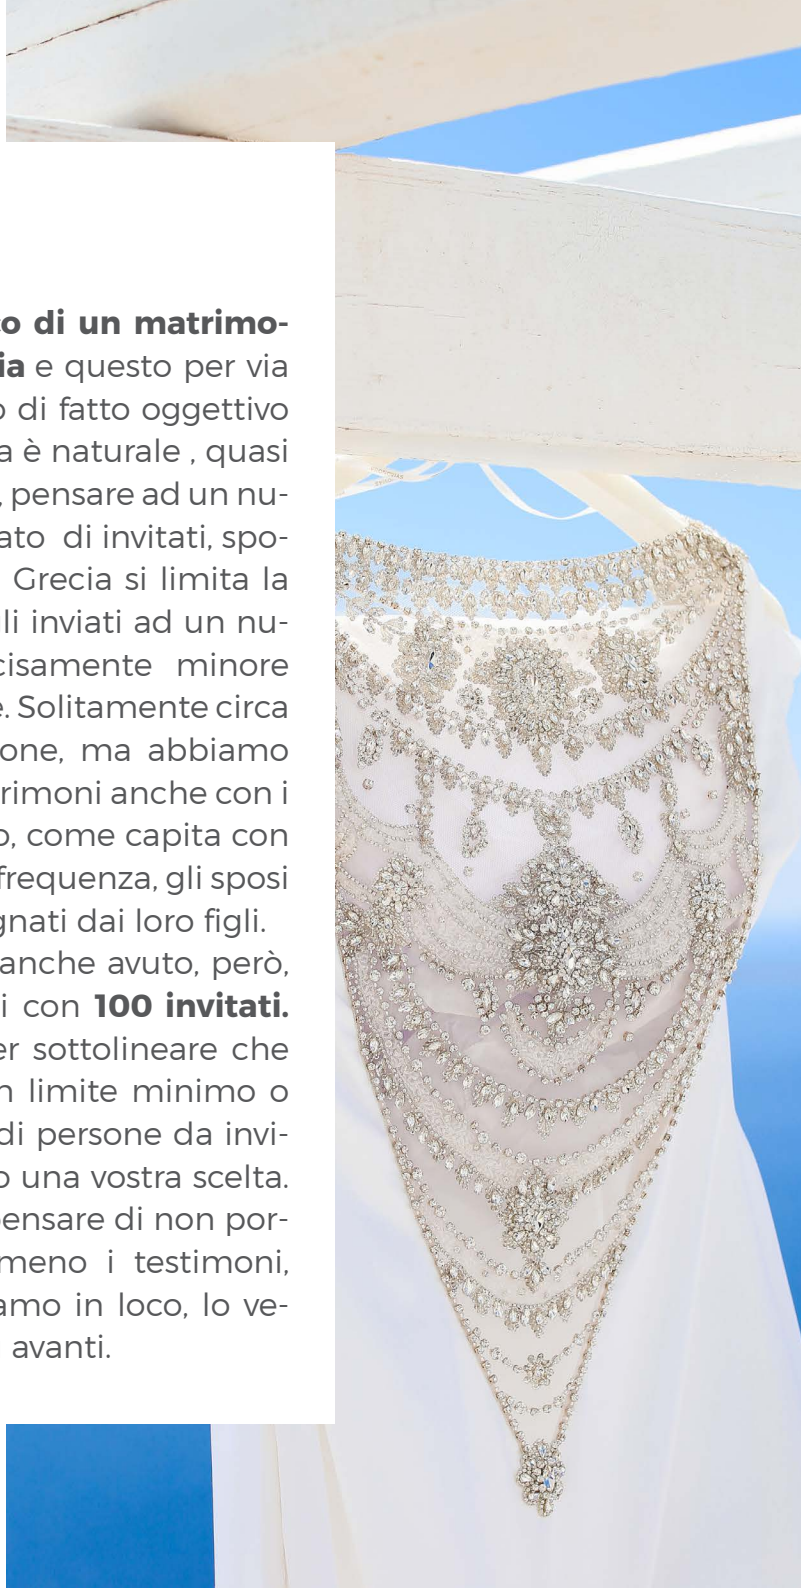 o di un matrimo-
ia e questo per via
o di fatto oggettivo
a è naturale , quasi
, pensare ad un nu-
ato di invitati, spo-
Grecia si limita la
li inviati ad un nu-
cisamente minore
e. Solitamente circa
one, ma abbiamo
rimoni anche con i
o, come capita con
frequenza, gli sposi
gnati dai loro figli.
anche avuto, però,
i con 100 invitati.
er sottolineare che
n limite minimo o
di persone da invi-
o una vostra scelta.
pensare di non por-
meno i testimoni,
amo in loco, lo ve-
avanti.